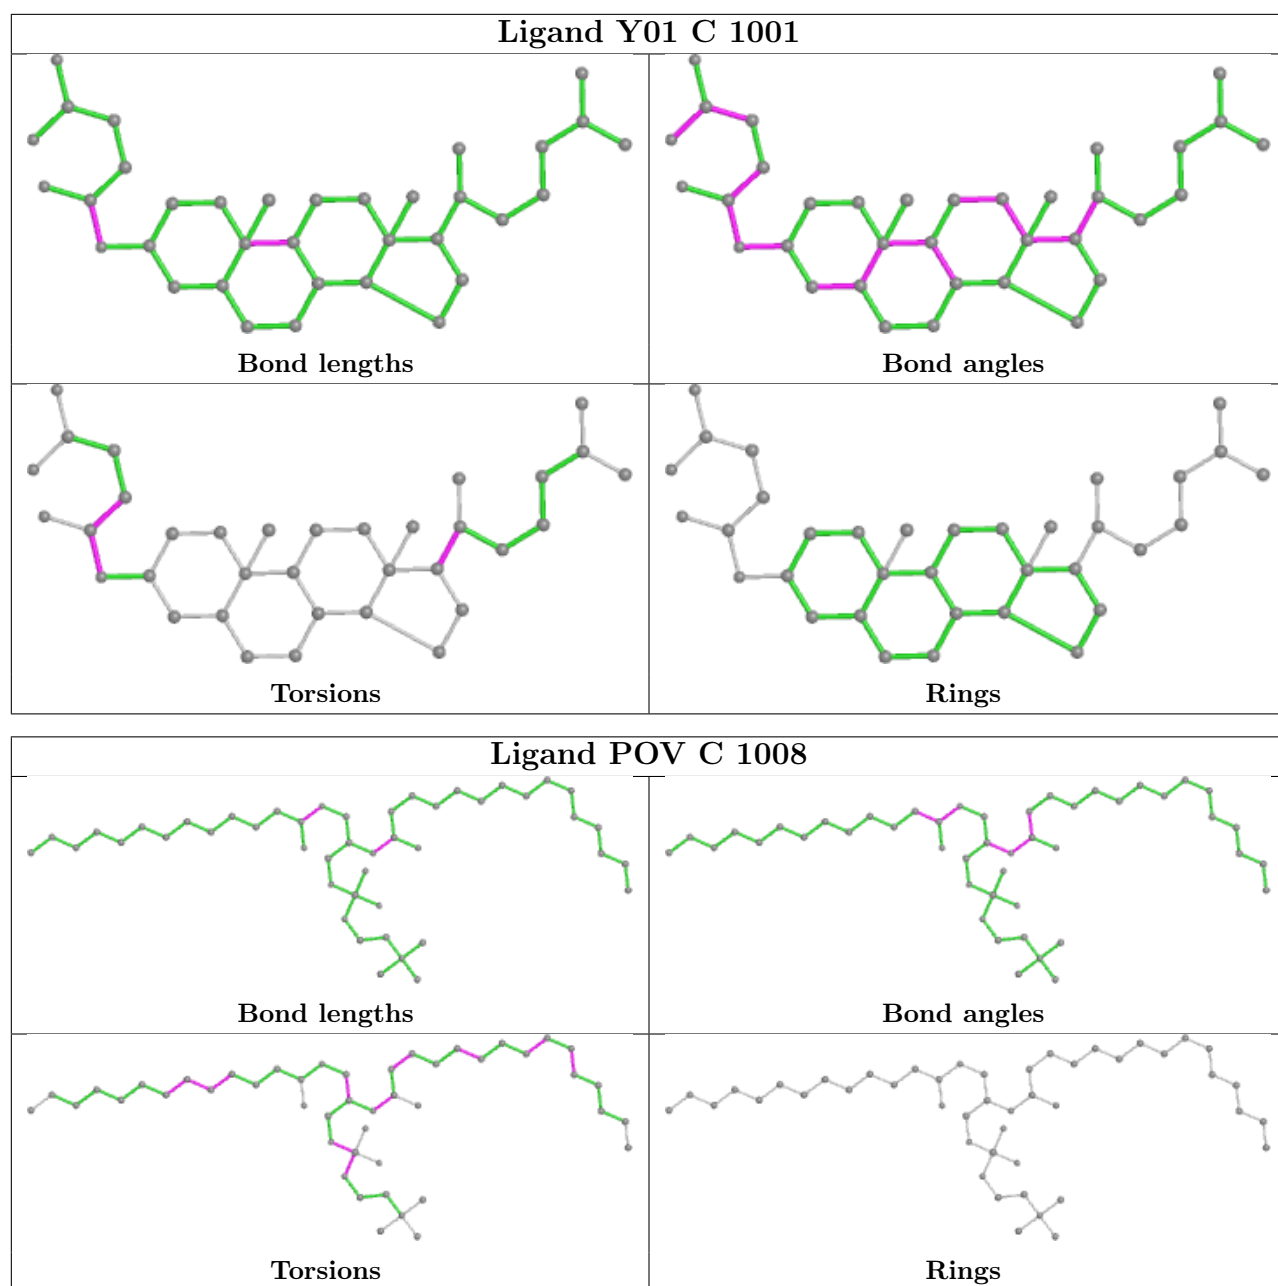 Ligand Y01 C 1001
Bond lengths
Bond angles
Torsions
Rings
Ligand POV C 1008
Bond lengths
Bond angles
Torsions
Rings